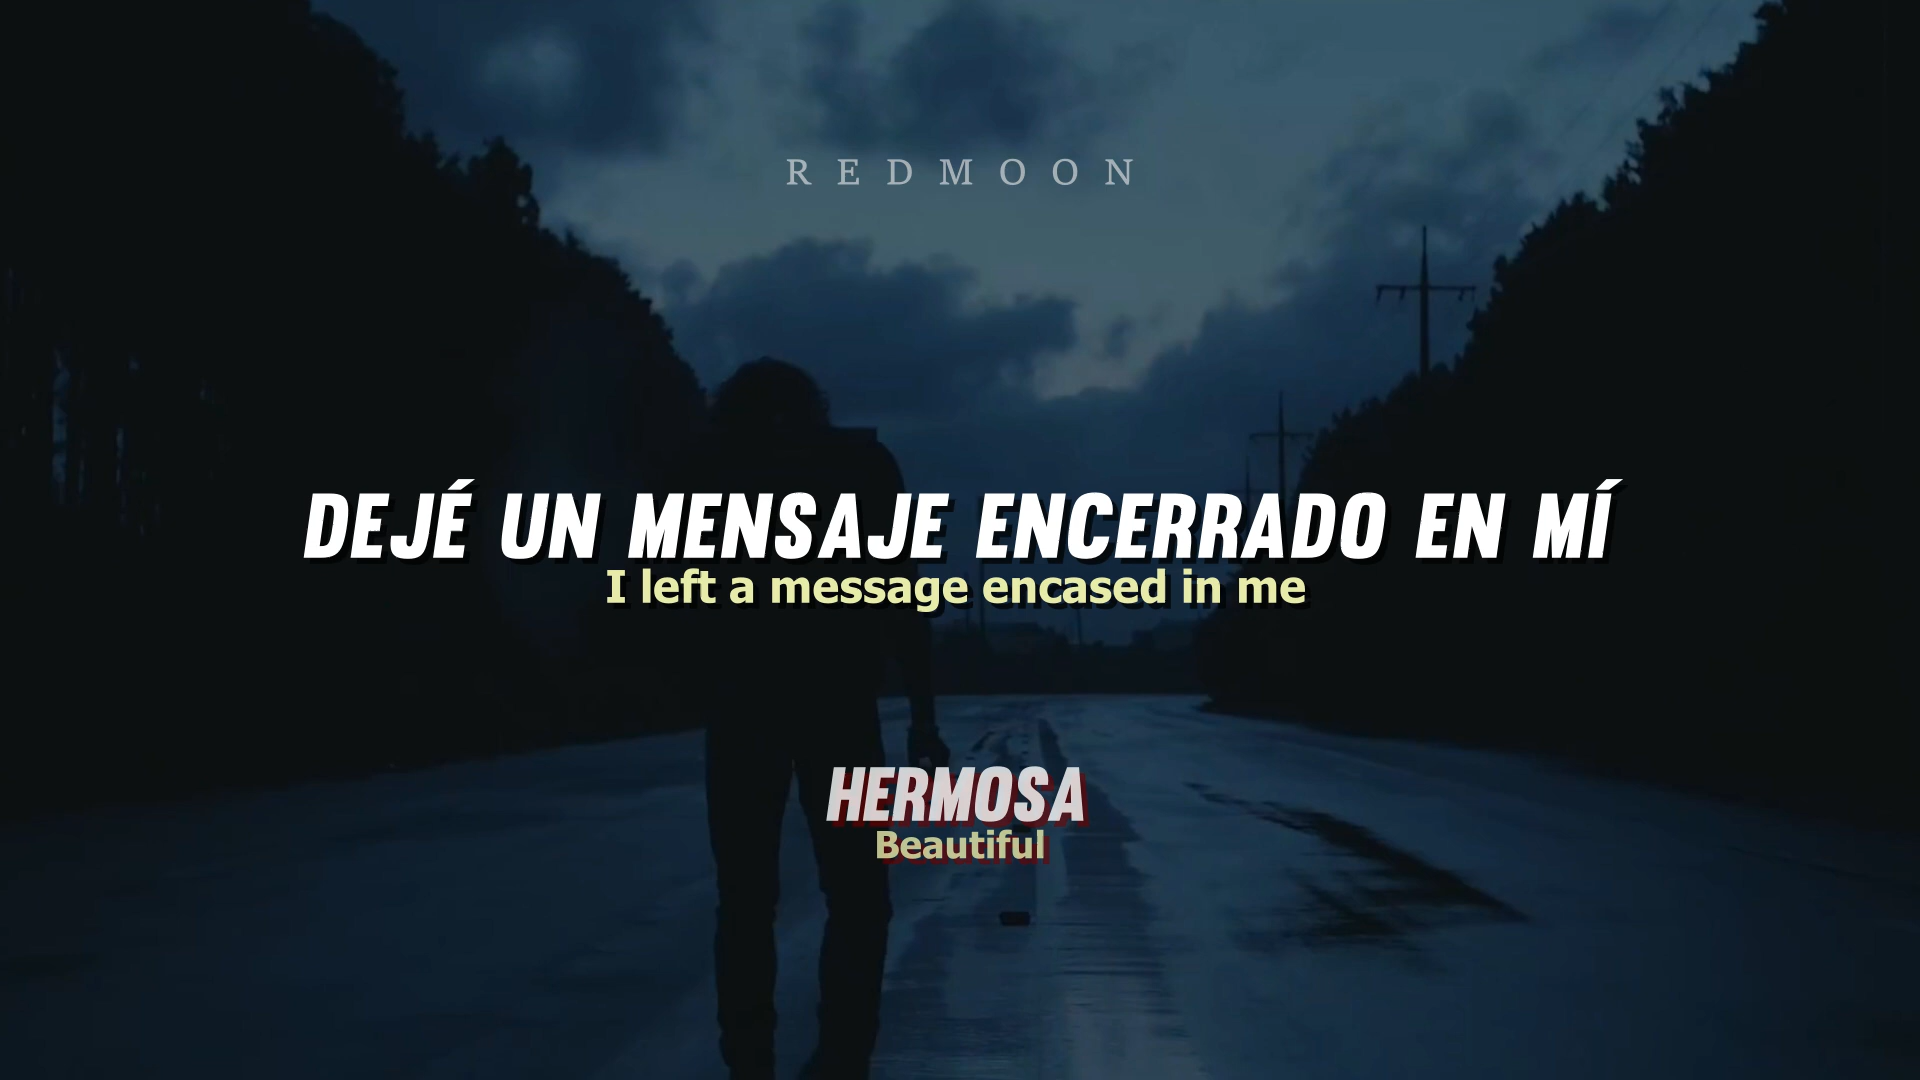 REDMOON
DEJÉ UN MENSAJE ENCERRADO EN MÍ
I left a message encased in me
HERMOSA
Beautiful